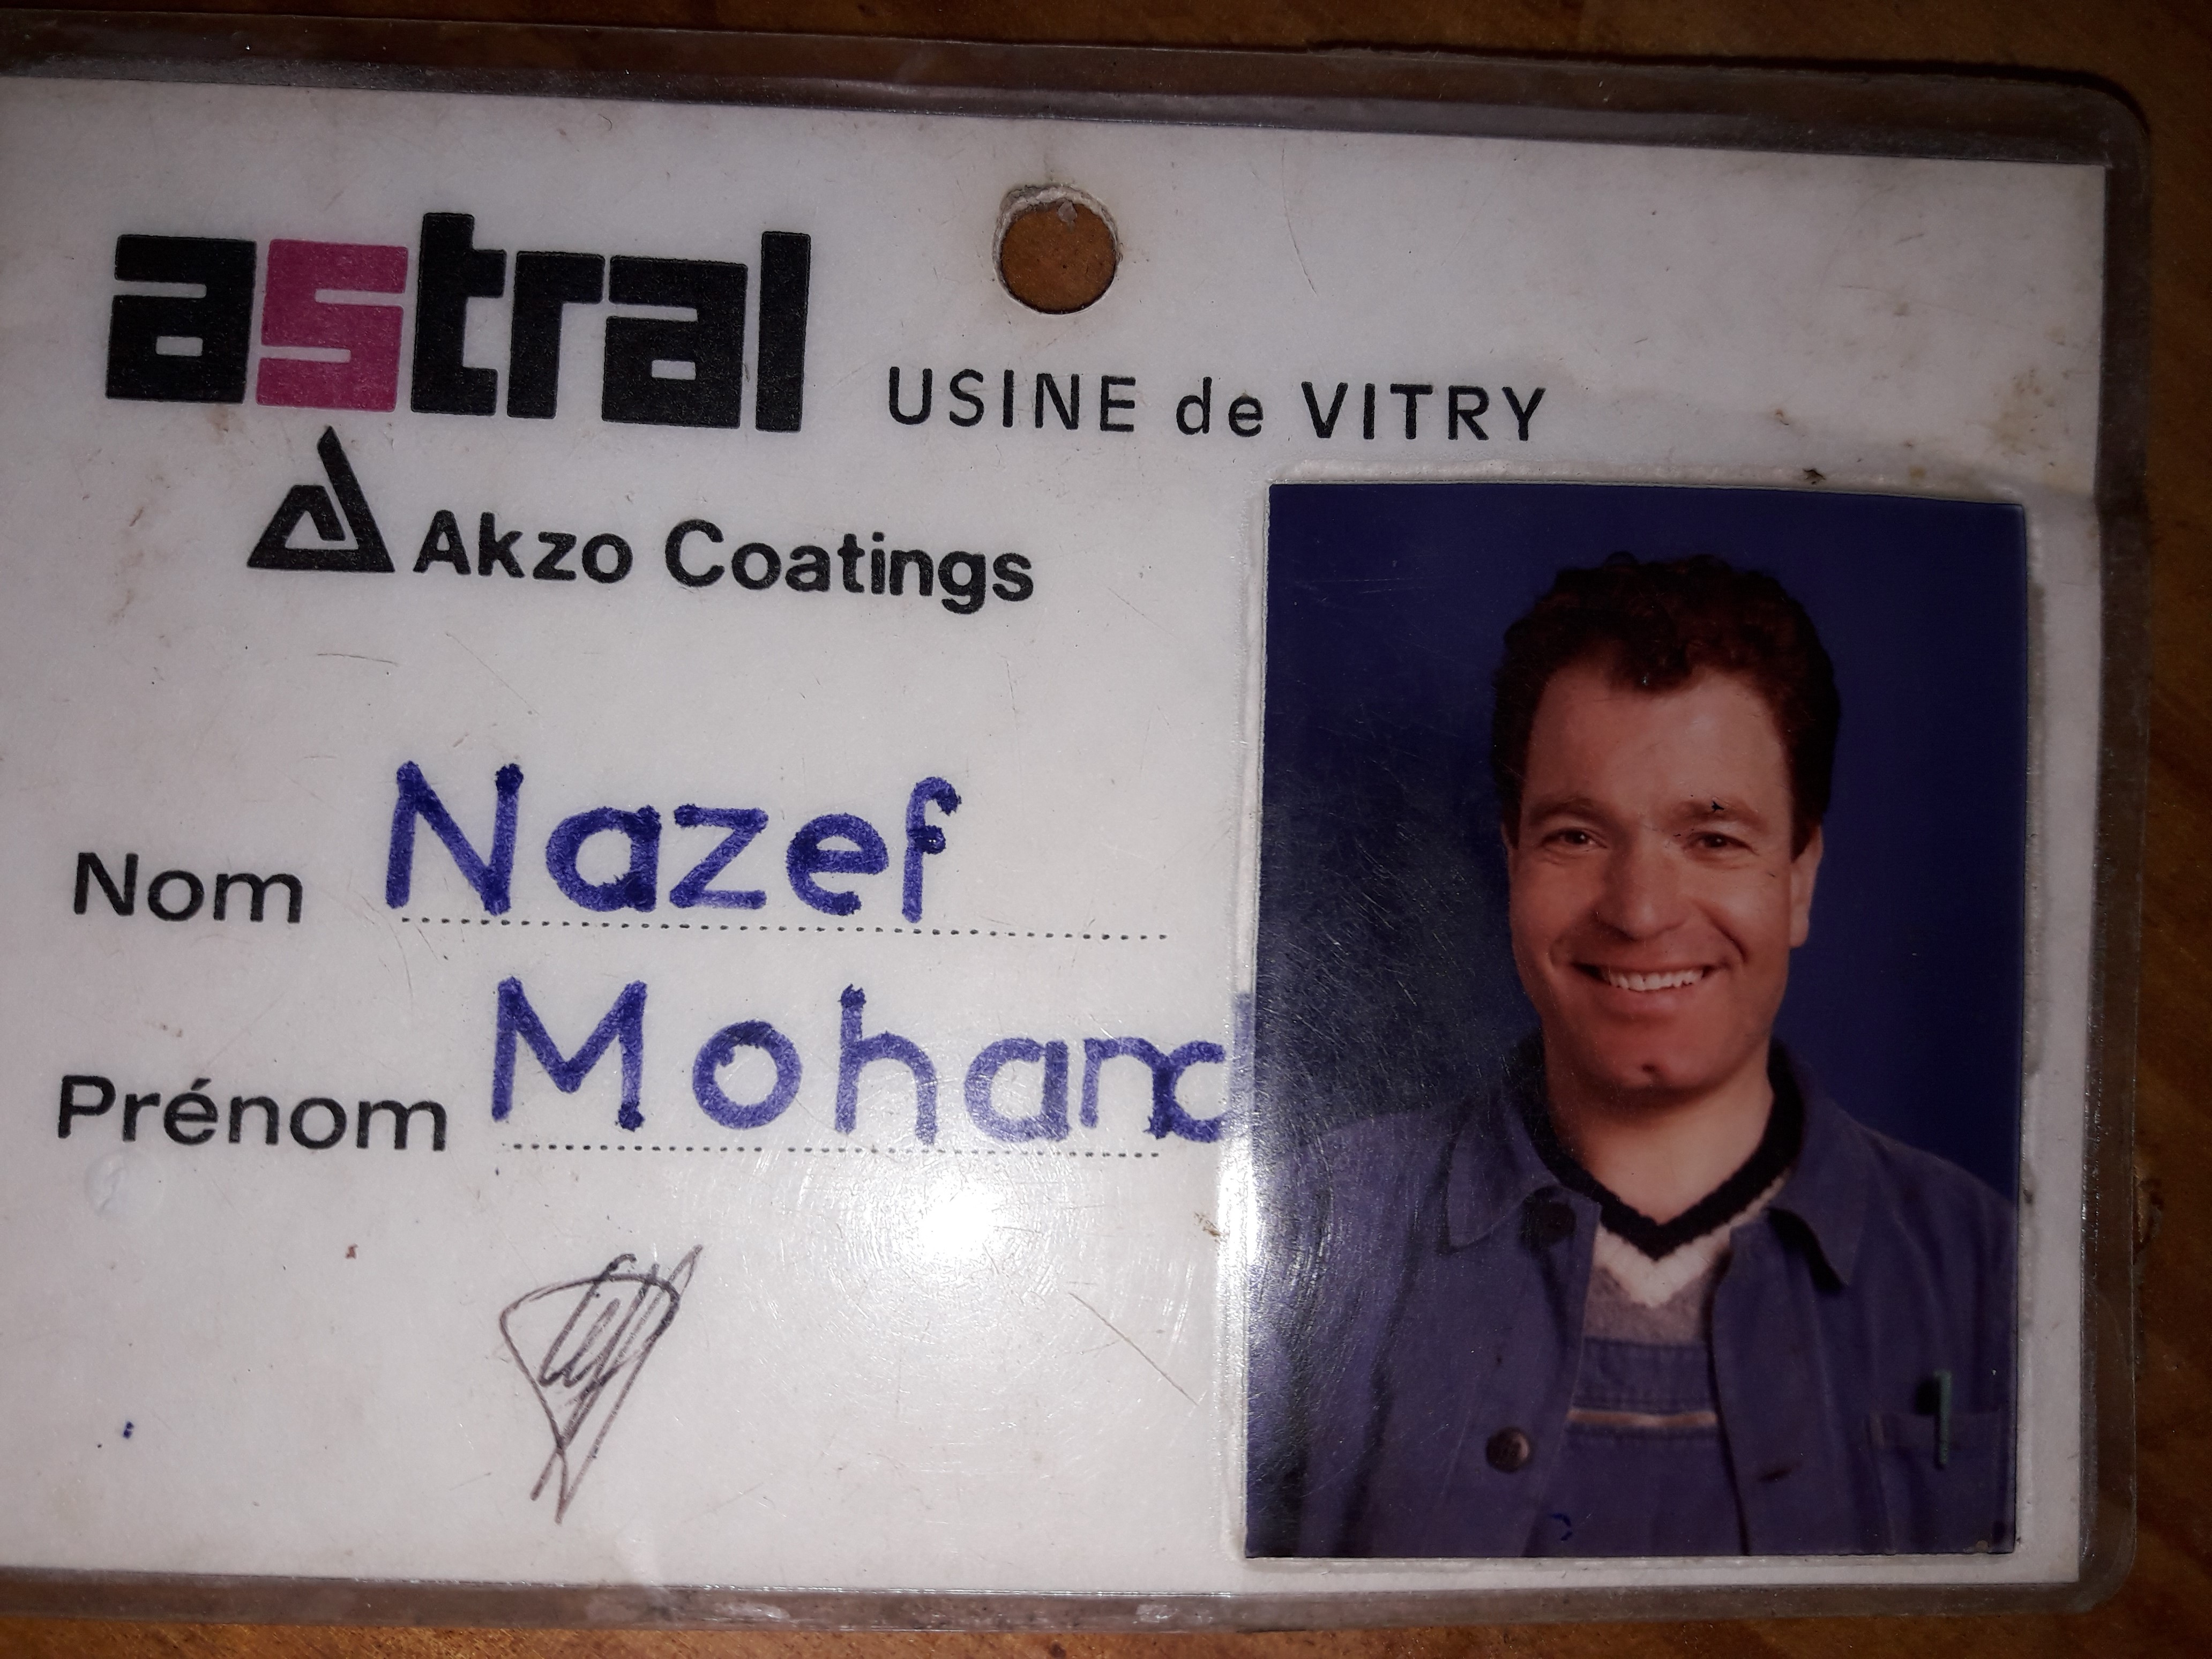 astral
USINE de VITRY
Akzo Coatings
Nom Nazef
Prénom Mohand